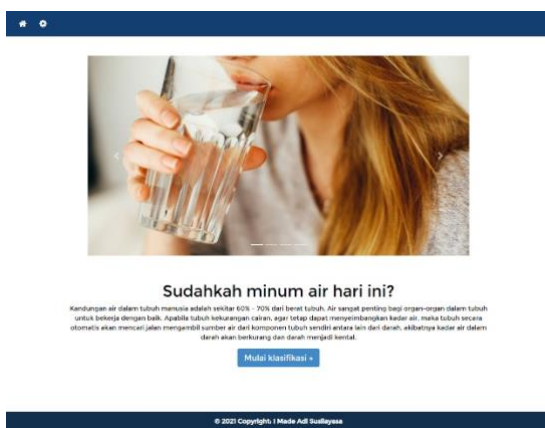 Sudahkah minum air hari ini?
Kandungan air dalam tubuh manusia adalah sekitar 60% - 70% dari berat tubuh. Air sangat penting bagi organ-organ dalam tubuh
untuk bekerja dengan baik. Apabila tubuh kekurangan cairan, agar tetap dapat menyeimbangkan kadar air, maka tubuh secara
otomatis akan mencari jalan mengambil sumber air dari komponen tubuh sendiri antara lain dari darah, akibatnya kadar air dalam
darah akan berkurang dan darah menjadi kental.
Mulai klasifikasi »
© 2021 Copyright: I Made Adi Susilayasa